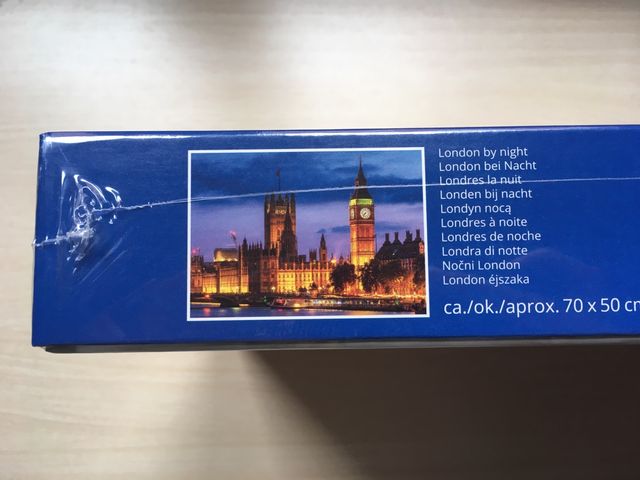 London by night
London bei Nacht
Londres la nuit
Londen bij nacht
Londyn nocą
Londres à noite
Londres de noche
Londra di notte
Nočni London
London éjszaka
ca./ok./aprox. 70 x 50 cm